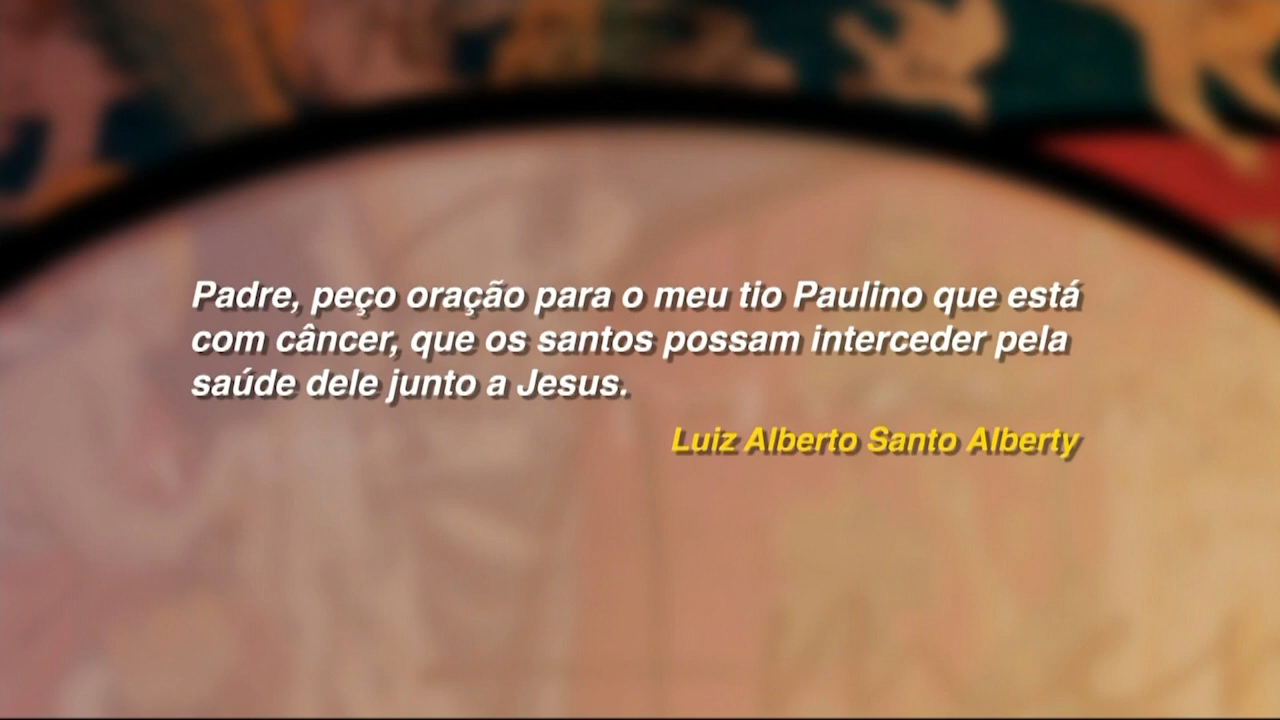 Padre, peço oração para o meu tio Paulino que está
com câncer, que os santos possam interceder pela
saúde dele junto a Jesus.
Luiz Alberto Santo Alberty